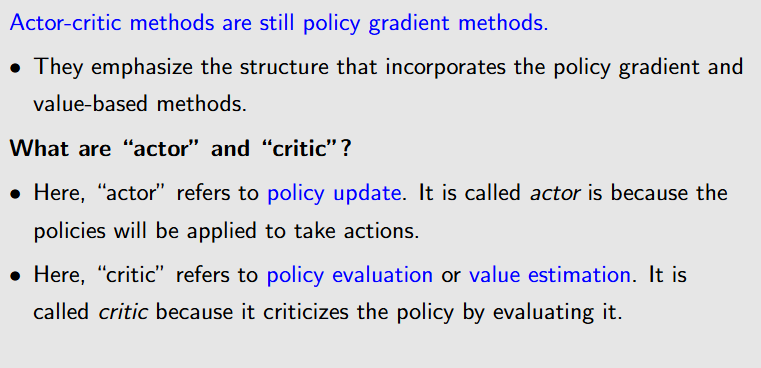 Actor-critic methods are still policy gradient methods.
• They emphasize the structure that incorporates the policy gradient and
value-based methods.
What are “actor” and “critic”?
• Here, “actor” refers to policy update. It is called actor is because the
policies will be applied to take actions.
• Here, “critic” refers to policy evaluation or value estimation. It is
called critic because it criticizes the policy by evaluating it.